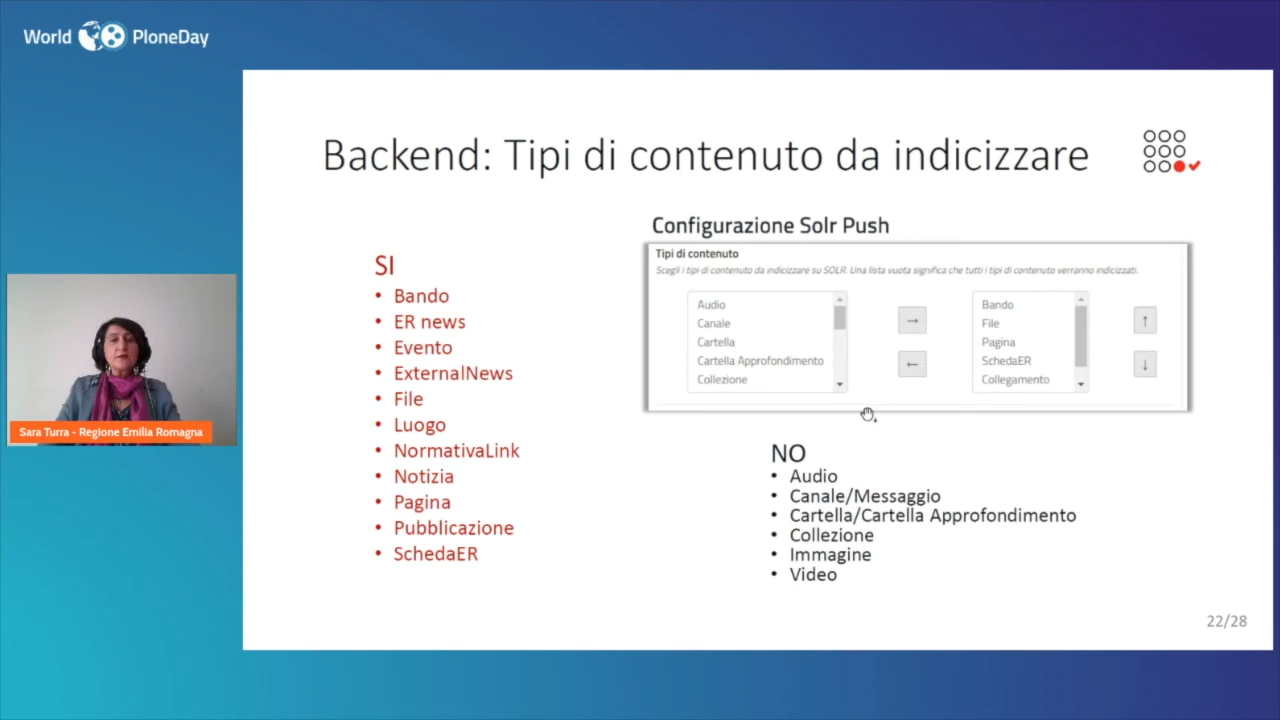 World PloneDay
Backend: Tipi di contenuto da indicizzare
Configurazione Solr Push
Tipi di contenuto
Scegli i tipi di contenuto da indicizzare su SOLR. Una lista vuota significa che tutti i tipi di contenuto verranno indicizzati.
Audio
Canale
Cartella
Cartella Approfondimento
Collezione
Bando
File
Pagina
SchedaER
Collegamento
SI
• Bando
• ER news
• Evento
• ExternalNews
• File
• Luogo
• NormativaLink
• Notizia
• Pagina
• Pubblicazione
• SchedaER
NO
• Audio
• Canale/Messaggio
• Cartella/Cartella Approfondimento
• Collezione
• Immagine
• Video
Sara Turra - Regione Emilia Romagna
22/28